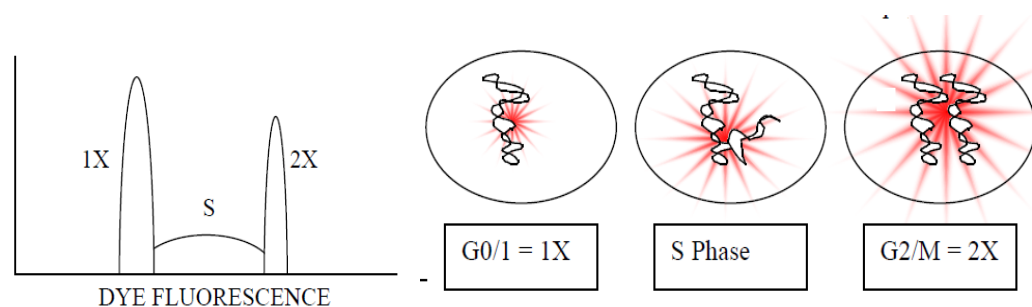 1X
2X
S
DYE FLUORESCENCE
G0/1 = 1X
S Phase
G2/M = 2X